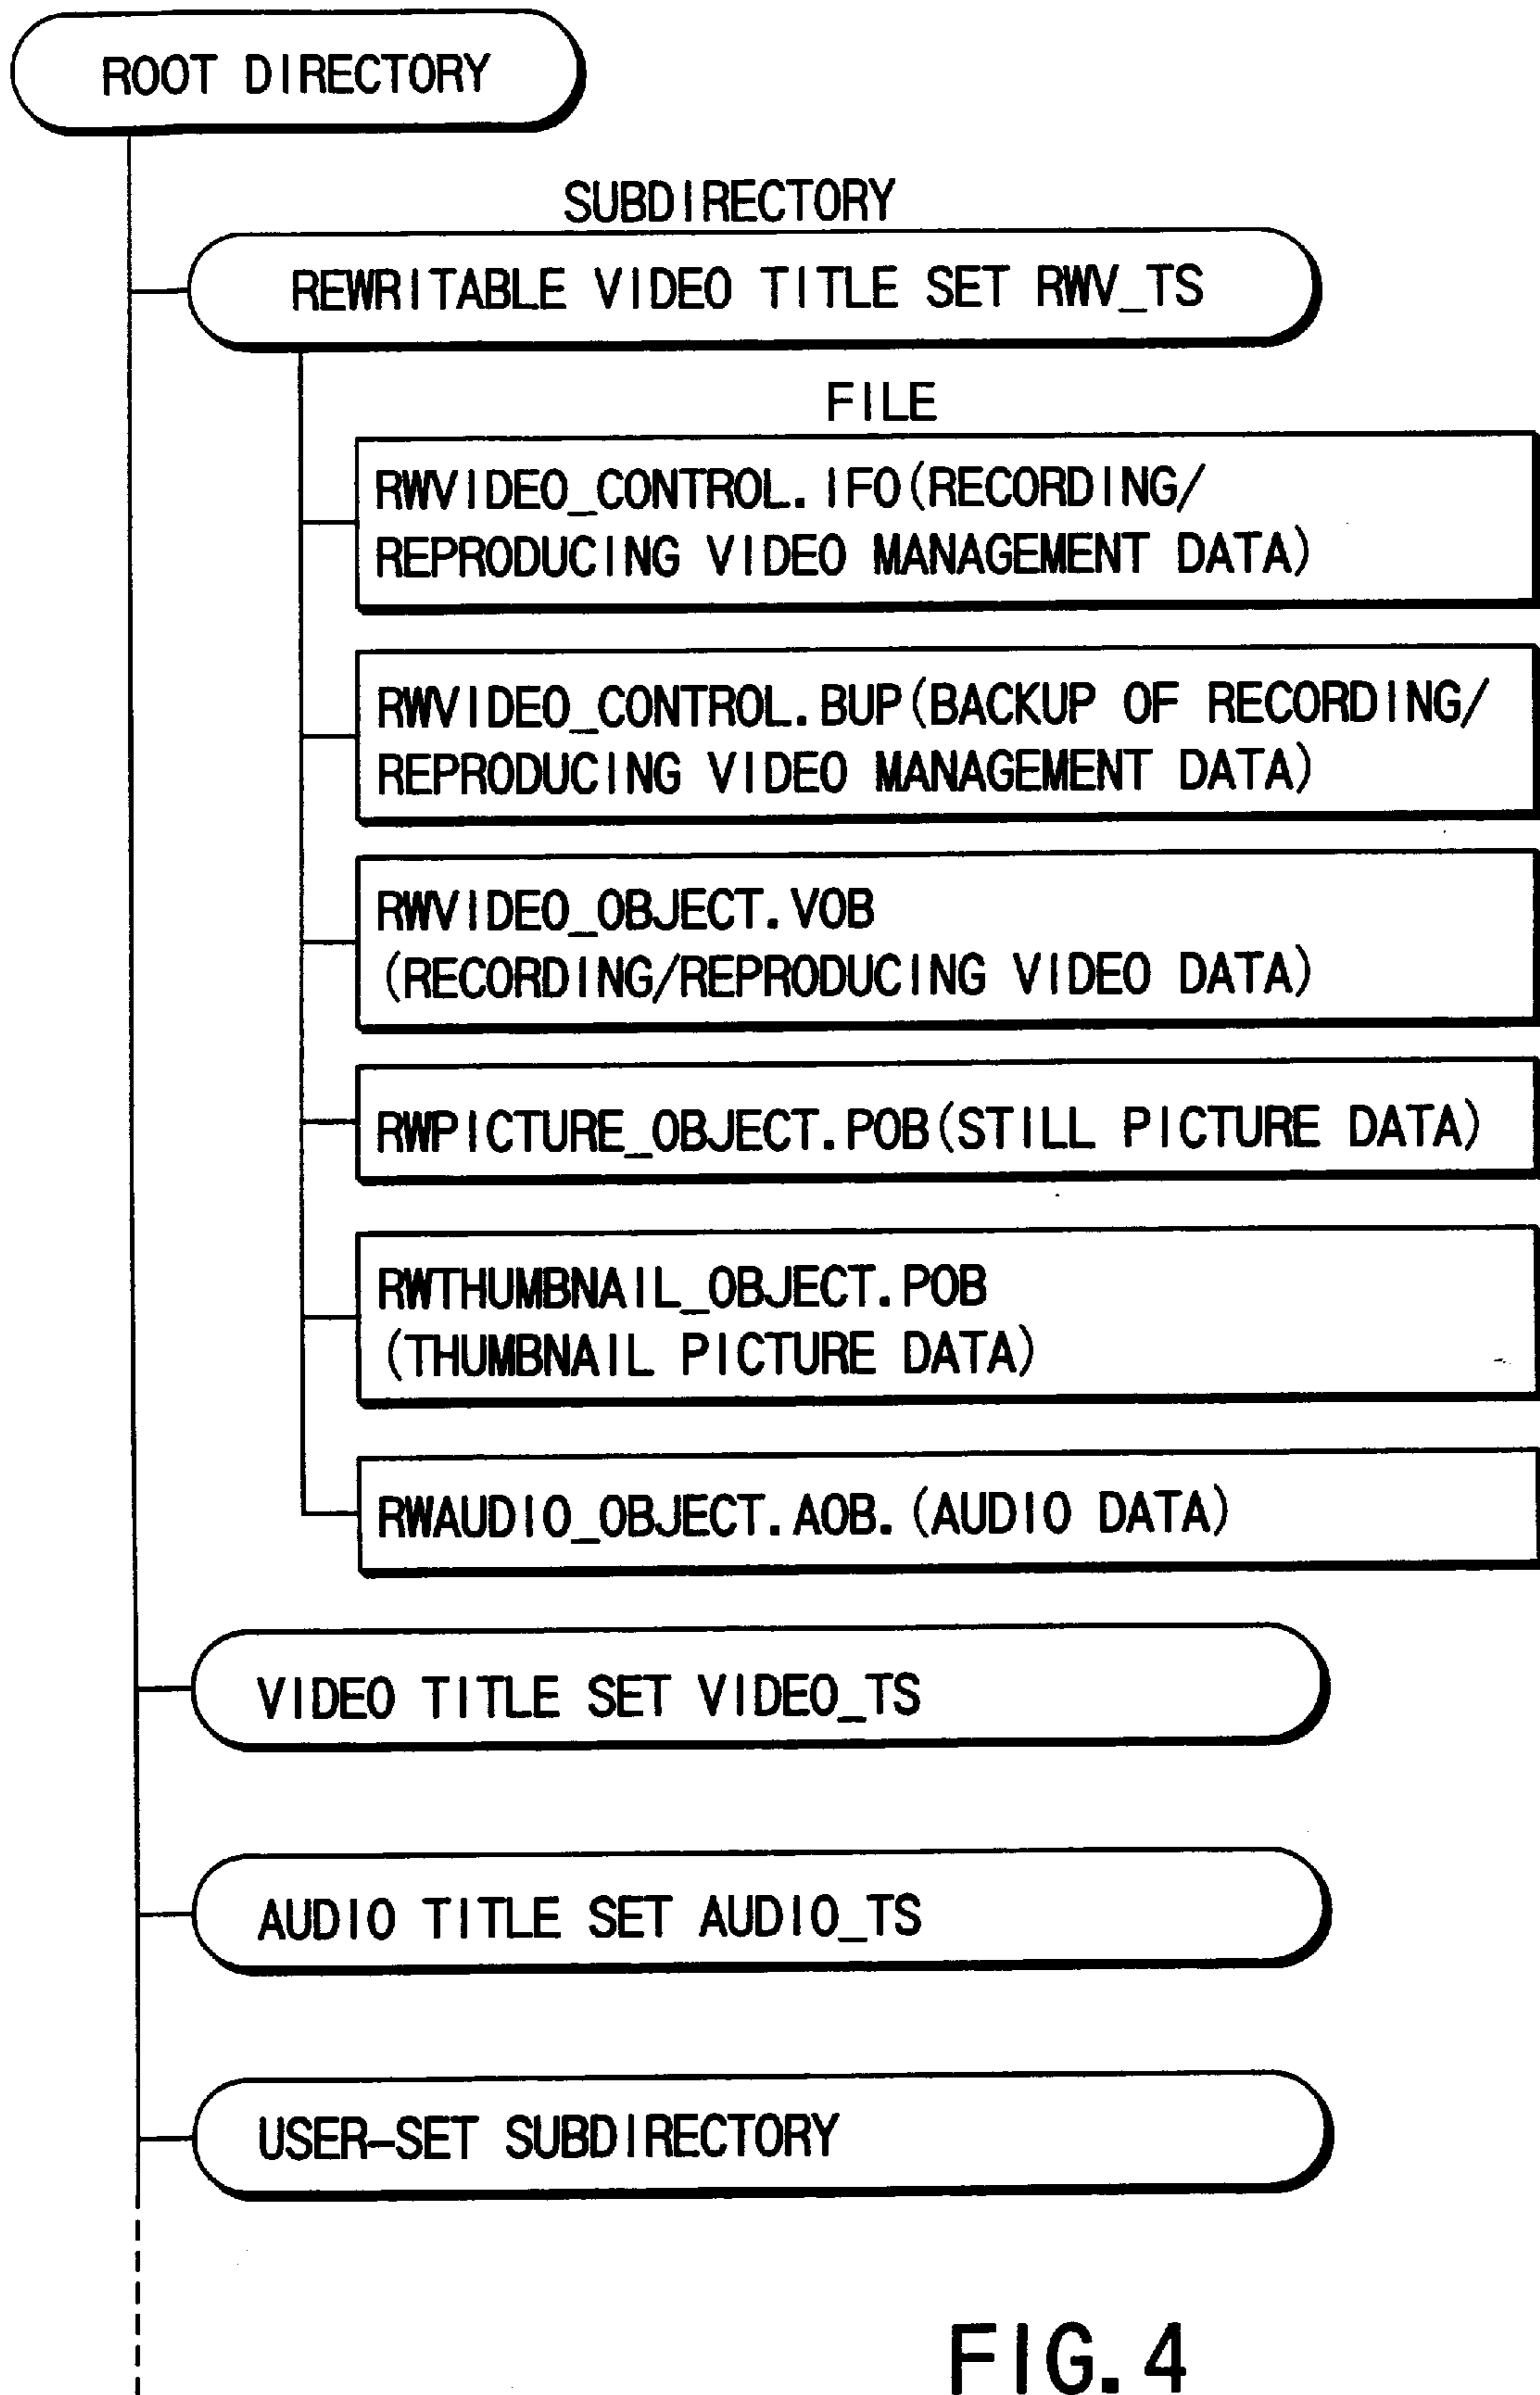 ROOT DIRECTORY
SUBDIRECTORY
REWRITABLE VIDEO TITLE SET RWV_TS
FILE
RWVIDEO_CONTROL.IFO(RECORDING/
REPRODUCING VIDEO MANAGEMENT DATA)
RWVIDEO_CONTROL.BUP(BACKUP OF RECORDING/
REPRODUCING VIDEO MANAGEMENT DATA)
RWVIDEO_OBJECT.VOB
(RECORDING/REPRODUCING VIDEO DATA)
RWPICTURE_OBJECT.POB(STILL PICTURE DATA)
RWTHUMBNAIL_OBJECT.POB
(THUMBNAIL PICTURE DATA)
RWAUDIO_OBJECT.AOB.(AUDIO DATA)
VIDEO TITLE SET VIDEO_TS
AUDIO TITLE SET AUDIO_TS
USER-SET SUBDIRECTORY
FIG.4